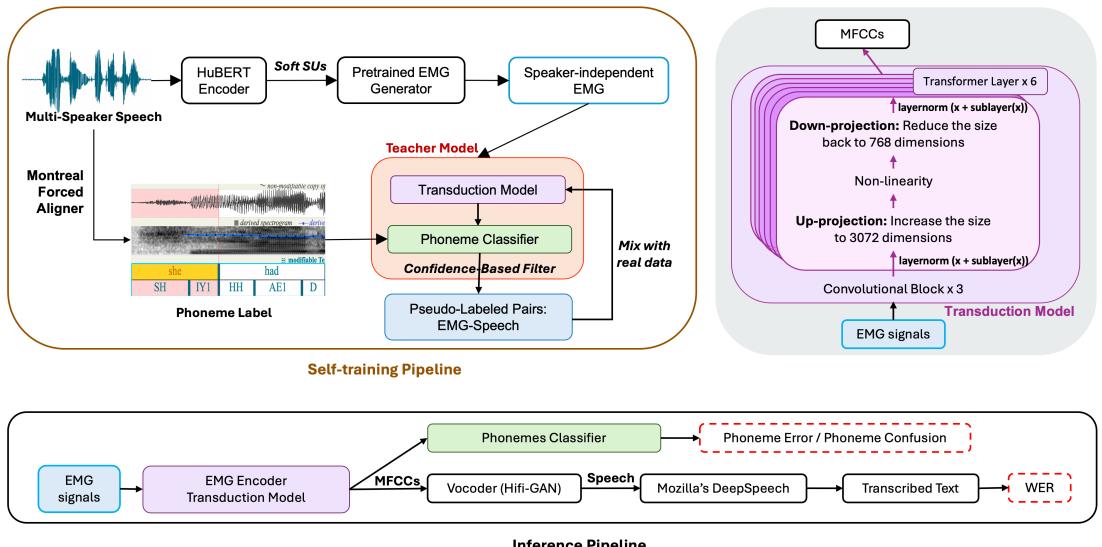 Multi-Speaker Speech
HuBERT
Encoder
Soft SUs
Pretrained EMG
Generator
Speaker-independent
EMG
Montreal
Forced
Aligner
non-modifiable copy of
derived spectrogram
derive
modifiable Te
she
had
SH
IY1
HH
AE1
D
Phoneme Label
Teacher Model
Transduction Model
Phoneme Classifier
Confidence-Based Filter
Pseudo-Labeled Pairs:
EMG-Speech
Mix with
real data
Self-training Pipeline
MFCCs
Transformer Layer x 6
layernorm (x + sublayer(x))
Down-projection: Reduce the size
back to 768 dimensions
Non-linearity
Up-projection: Increase the size
to 3072 dimensions
layernorm (x + sublayer(x))
Convolutional Block x 3
Transduction Model
EMG signals
EMG
signals
EMG Encoder
Transduction Model
Phonemes Classifier
Phoneme Error / Phoneme Confusion
MFCCs
Vocoder (Hifi-GAN)
Speech
Mozilla's DeepSpeech
Transcribed Text
WER
Inference Pipeline